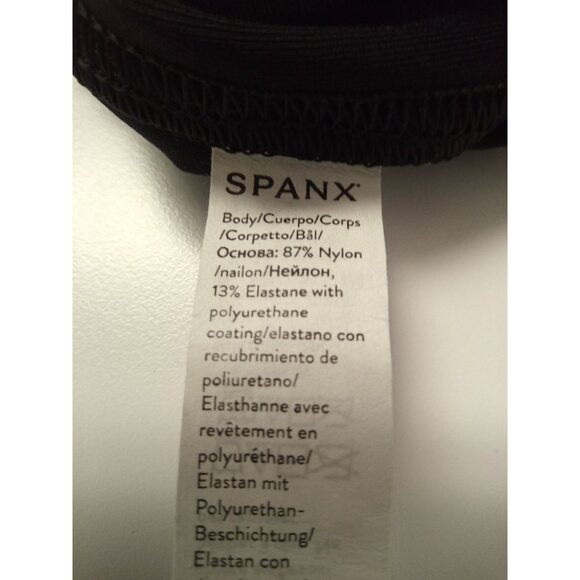 SPANX
Body/Cuerpo/Corps
/Corpetto/Bål/
Основа: 87% Nylon
/nailon/Нейлон,
13% Elastane with
polyurethane
coating/elastano con
recubrimiento de
poliuretano/
Elasthanne avec
revêtement en
polyuréthane/
Elastan mit
Polyurethan-
Beschichtung/
Elastan con